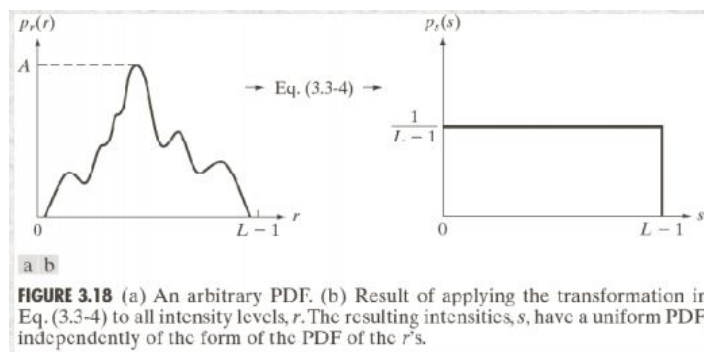 pᵣ(r)
pₛ(s)
A
Eq. (3.3-4)
1
L − 1
0
L − 1
r
0
L − 1
s
a b
FIGURE 3.18 (a) An arbitrary PDF. (b) Result of applying the transformation in
Eq. (3.3-4) to all intensity levels, r. The resulting intensities, s, have a uniform PDF,
independently of the form of the PDF of the r's.